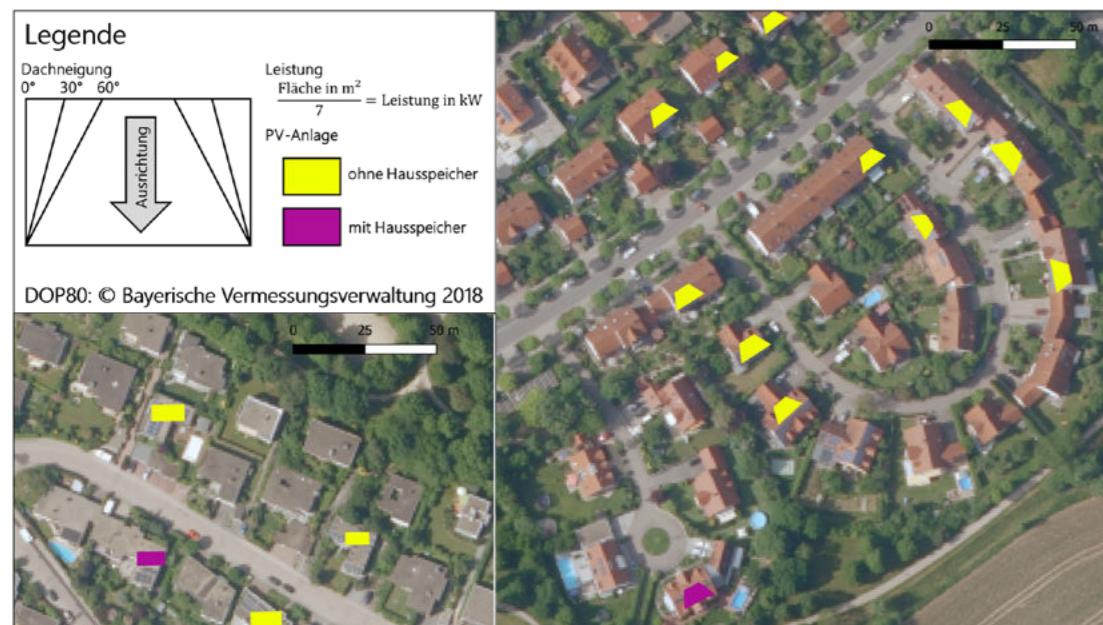 Legende
Dachneigung
0° 30° 60°
Ausrichtung
Leistung
Fläche in m²
7
= Leistung in kW
PV-Anlage
ohne Hausspeicher
mit Hausspeicher
DOP80: © Bayerische Vermessungsverwaltung 2018
0 25 50 m
0 25 50 m